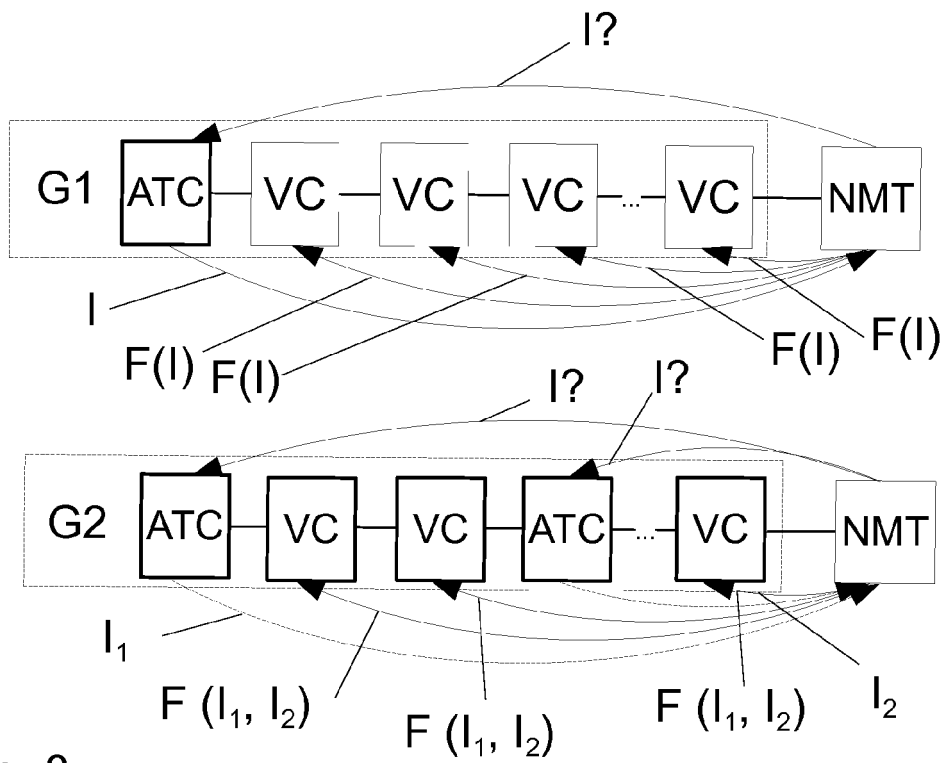 I?
G1 ATC VC VC VC ... VC NMT
I
F(I) F(I) F(I) F(I)
I? I?
G2 ATC VC VC ATC ... VC NMT
I₁
F (I₁, I₂) F (I₁, I₂) F (I₁, I₂) I₂